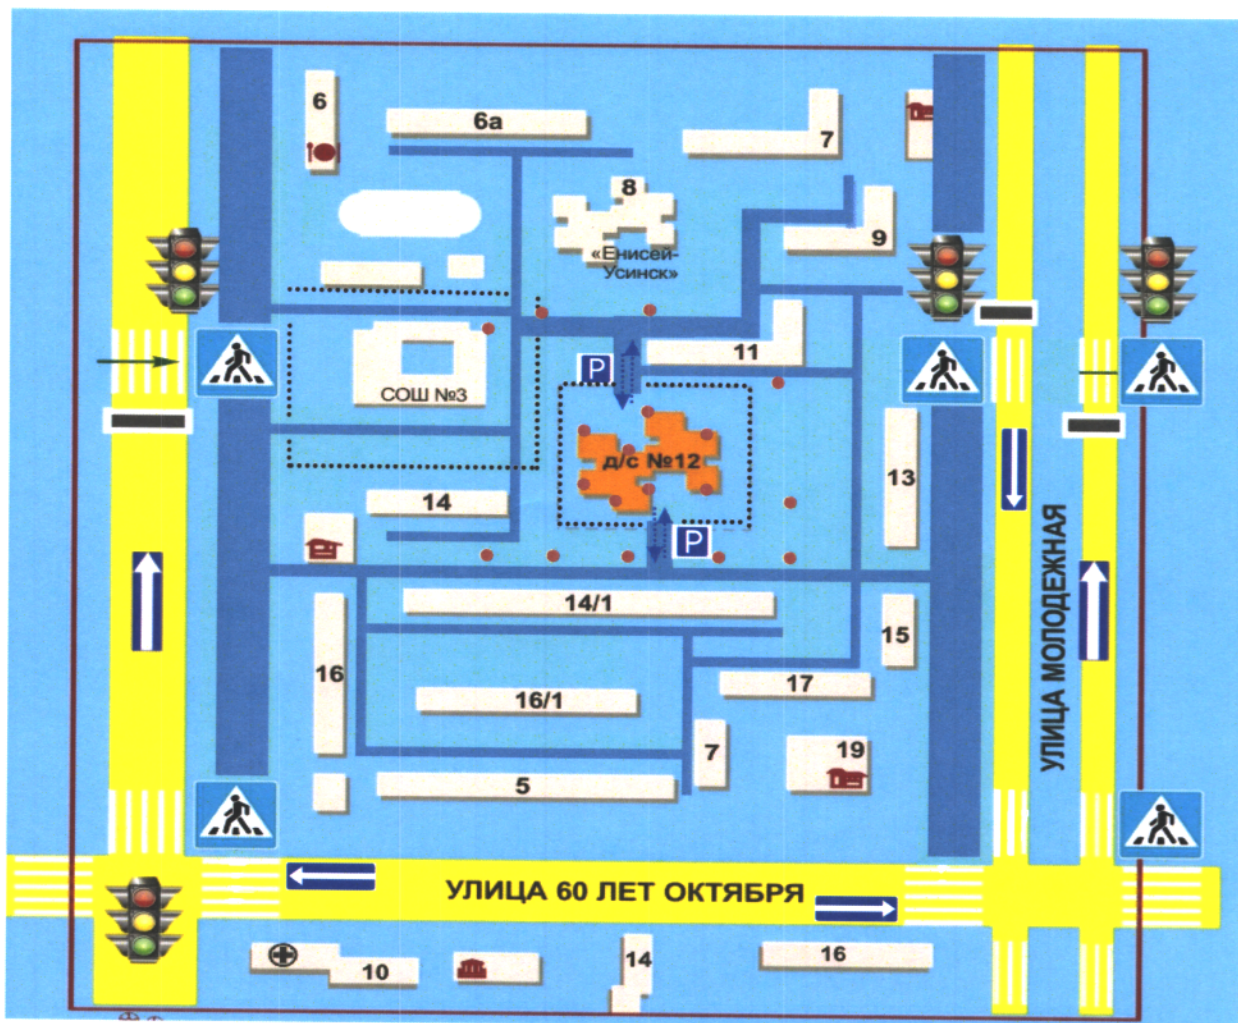 6
6а
7
8
9
«Енисей-
Усинск»
11
P
СОШ №3
д/с №12
13
14
P
14/1
15
16
17
16/1
7
19
5
УЛИЦА МОЛОДЕЖНАЯ
УЛИЦА 60 ЛЕТ ОКТЯБРЯ
10
14
16